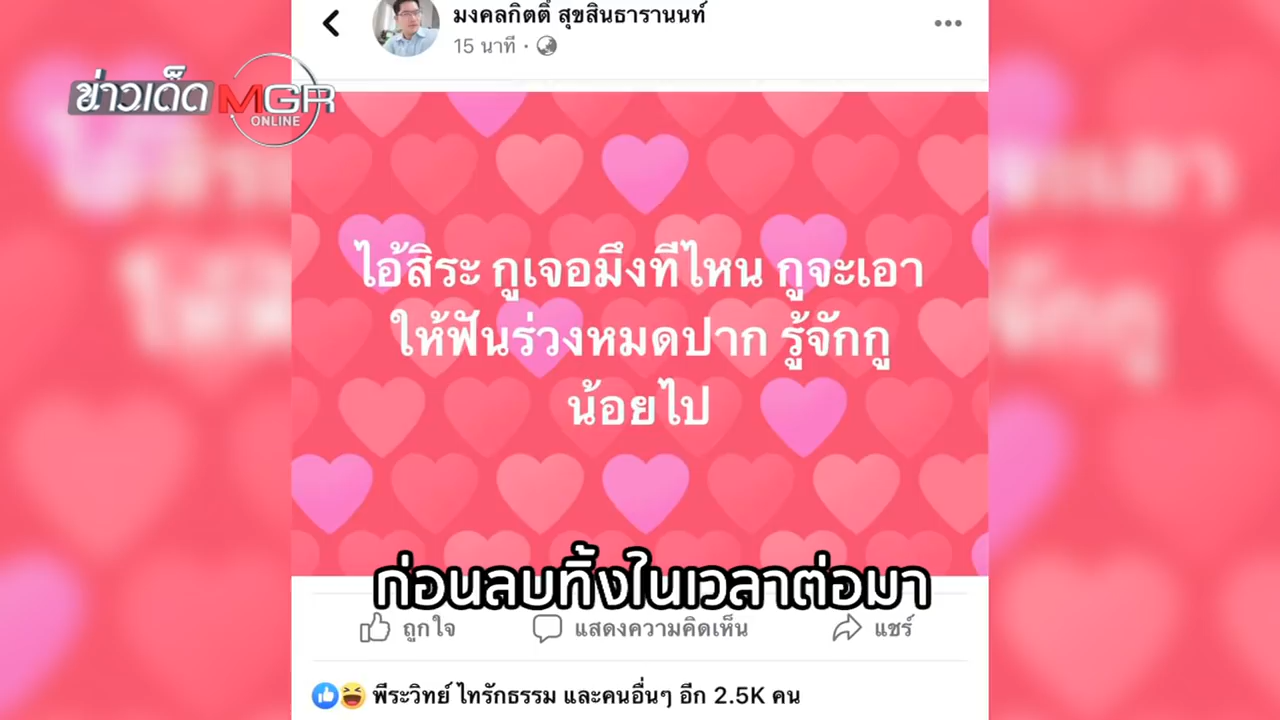 มงคลกิตติ์ สุขสินธารานนท์
15 นาที ·
ข่าวเด็ด MGR
ONLINE
ไอ้สิระ กูเจอมึงทีไหน กูจะเอา
ให้ฟันร่วงหมดปาก รู้จักกู
น้อยไป
ก่อนลบทิ้งในเวลาต่อมา
ถูกใจ แสดงความคิดเห็น แชร์
พีระวิทย์ ไทรักธรรม และคนอื่นๆ อีก 2.5K คน